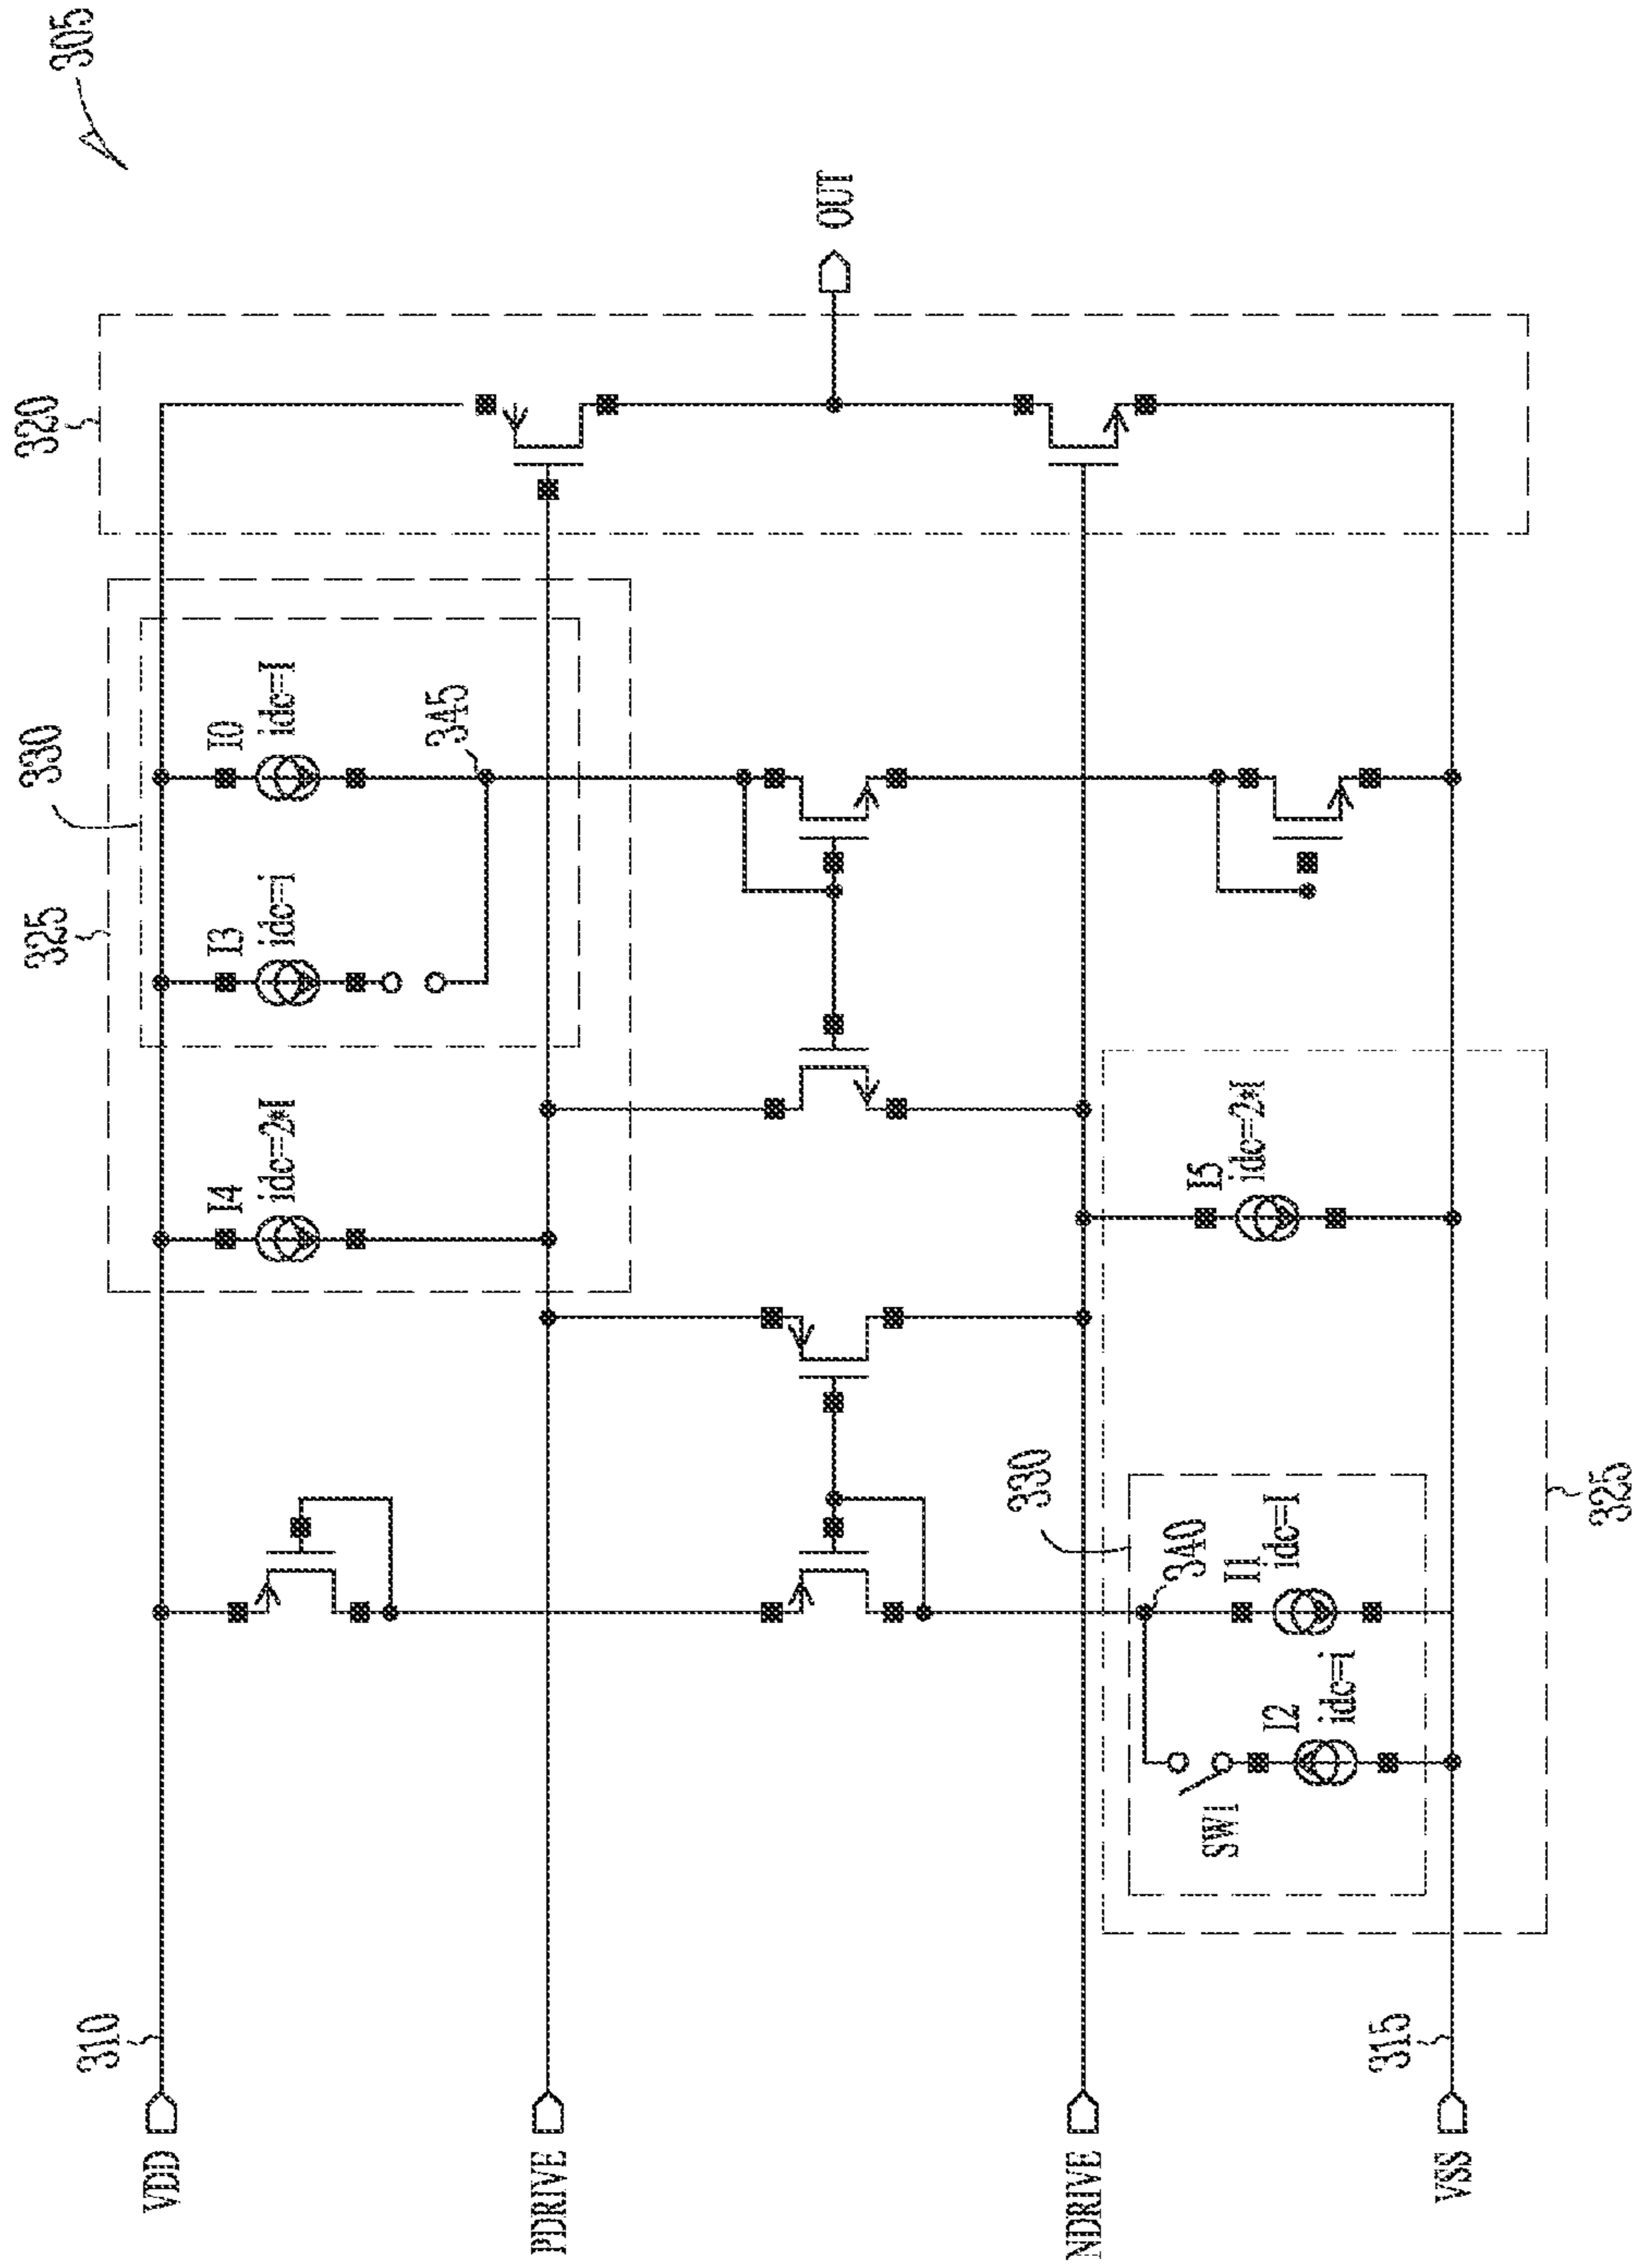 305
320
OUT
330
325
I0
idc=I
345
I3
idc=i
I4
idc=2*I
I5
idc=2*I
330
340
I1
idc=I
I2
idc=i
SW1
325
310
315
VDD
PDRIVE
NDRIVE
VSS